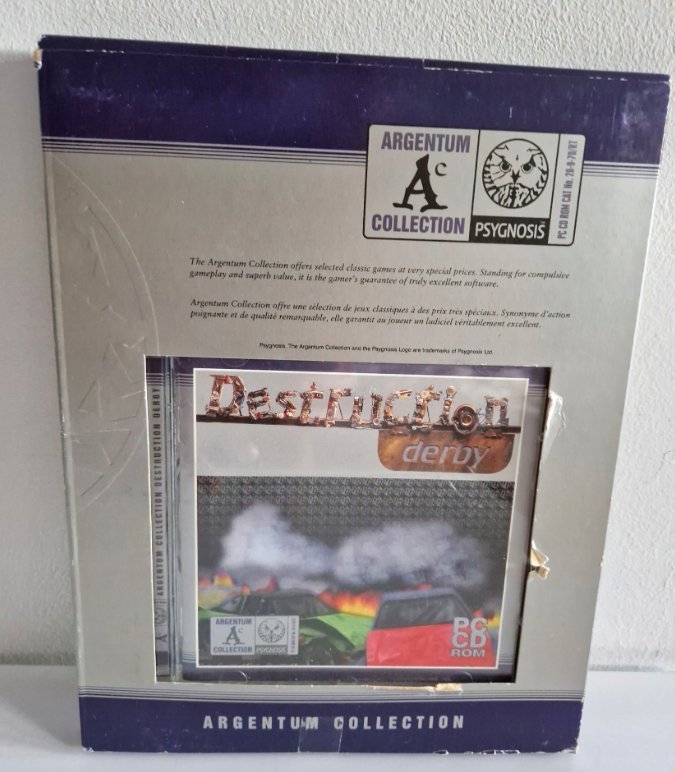 ARGENTUM
Ac
COLLECTION
PSYGNOSIS
PC CD ROM CAT No. 28-9-70/RT
The Argentum Collection offers selected classic games at very special prices. Standing for compulsive
gameplay and superb value, it is the gamer's guarantee of truly excellent software.
Argentum Collection offre une sélection de jeux classiques à des prix très spéciaux. Synonyme d'action
poignante et de qualité remarquable, elle garantit au joueur un ludiciel véritablement excellent.
Psygnosis, The Argentum Collection and the Psygnosis Logo are trademarks of Psygnosis Ltd.
ARGENTUM COLLECTION DESTRUCTION DERBY
Destruction
derby
ARGENTUM
Ac
COLLECTION
PSYGNOSIS
PC
CD
ROM
ARGENTUM COLLECTION